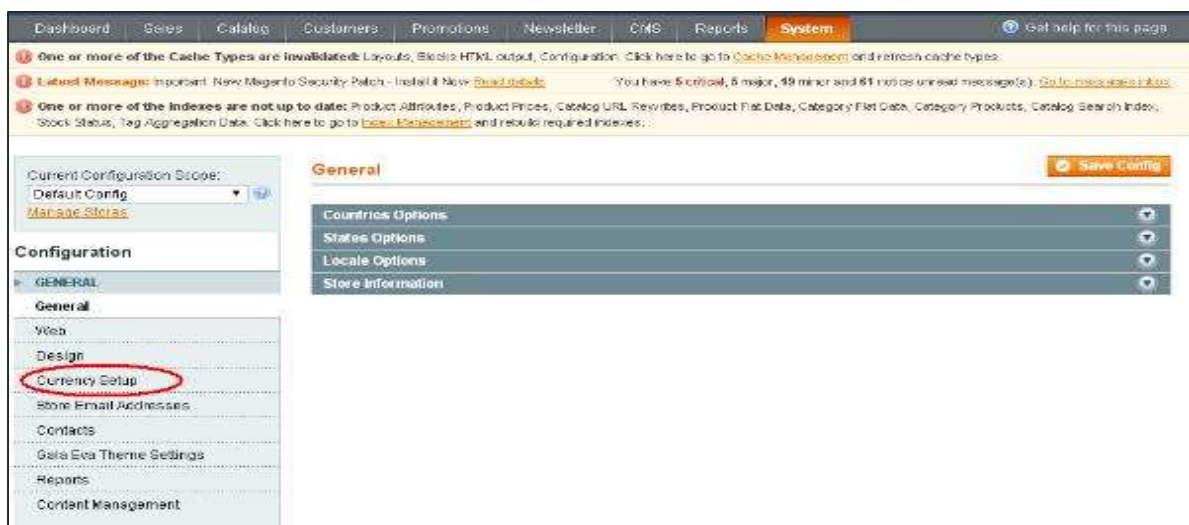 Dashboard Sales Catalog Customers Promotions Newsletter CMS Reports System Get help for this page
One or more of the Cache Types are invalidated: Layouts, Blocks HTML output, Configuration. Click here to go to Cache Management and refresh cache types.
Latest Message: Important: New Magento Security Patch - Install it Now Read details You have 5 critical, 5 major, 19 minor and 61 notice unread message(s). Go to messages inbox
One or more of the Indexes are not up to date: Product Attributes, Product Prices, Catalog URL Rewrites, Product Flat Data, Category Flat Data, Category Products, Catalog Search Index,
Stock Status, Tag Aggregation Data. Click here to go to Index Management and rebuild required indexes.
Current Configuration Scope:
Default Config
Manage Stores
Configuration
GENERAL
General
Web
Design
Currency Setup
Store Email Addresses
Contacts
Gala Eva Theme Settings
Reports
Content Management
General Save Config
Countries Options
States Options
Locale Options
Store Information